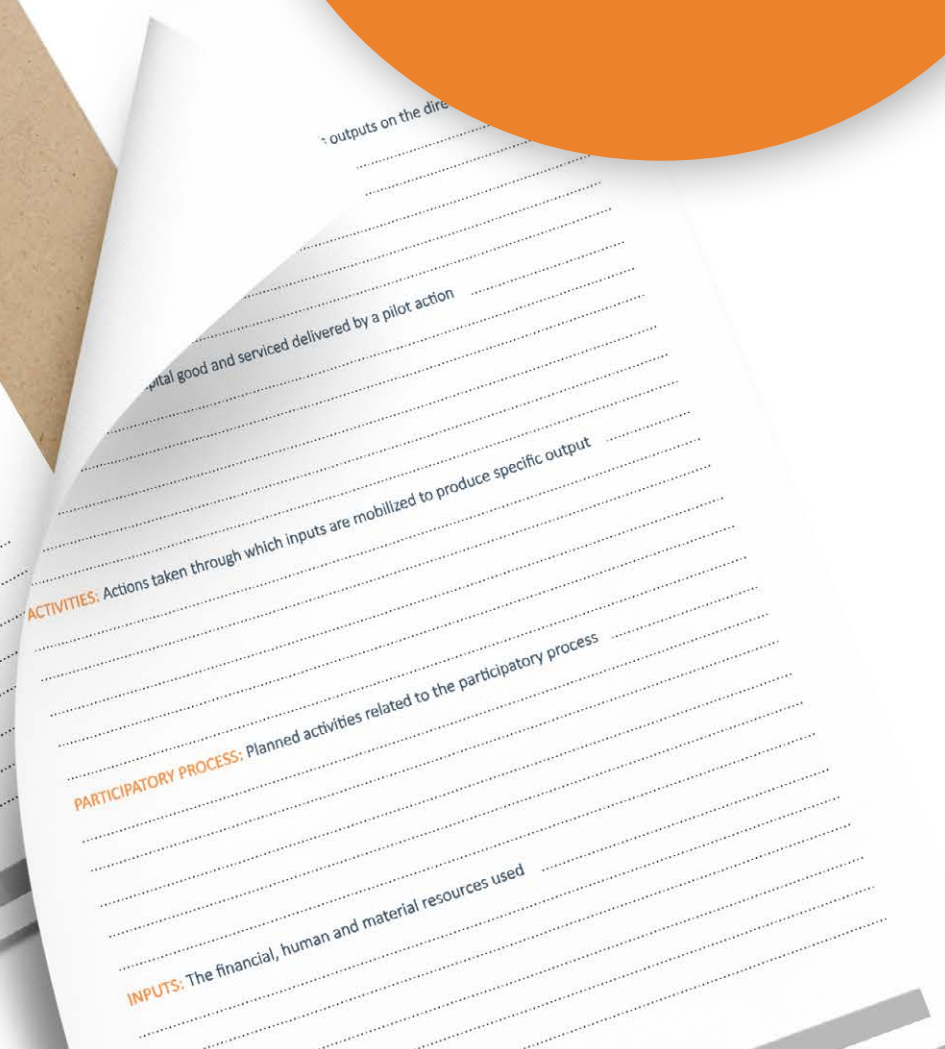 outputs on the
good and serviced delivered by a pilot action
ACTIVITIES: Actions taken through which inputs are mobilized to produce specific output
PARTICIPATORY PROCESS: Planned activities related to the participatory process
INPUTS: The financial, human and material resources used